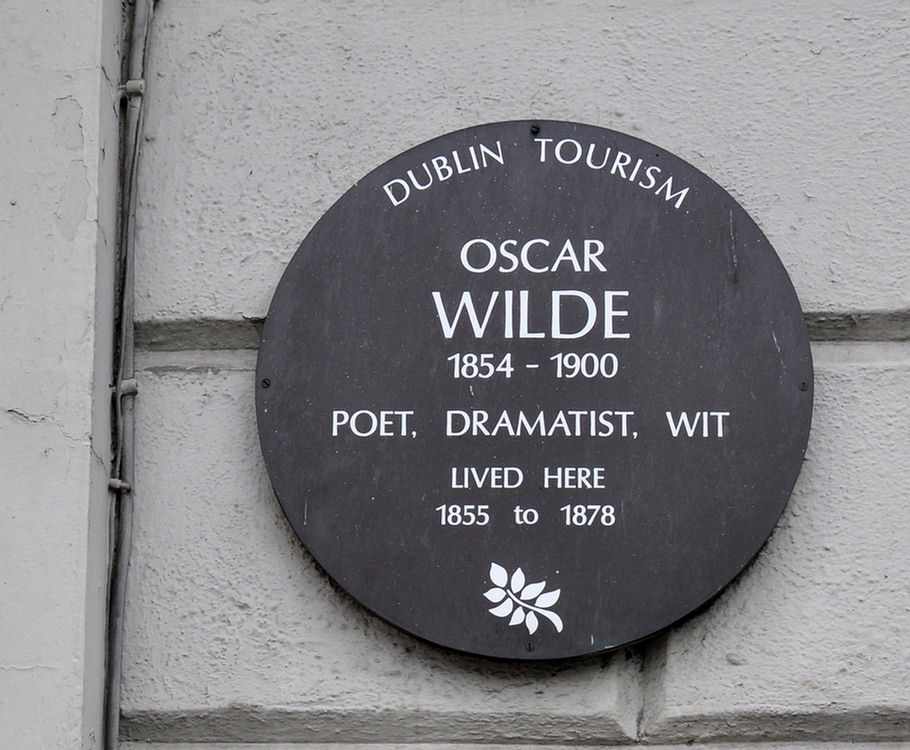 DUBLIN TOURISM
OSCAR
WILDE
1854 - 1900
POET, DRAMATIST, WIT
LIVED HERE
1855 to 1878